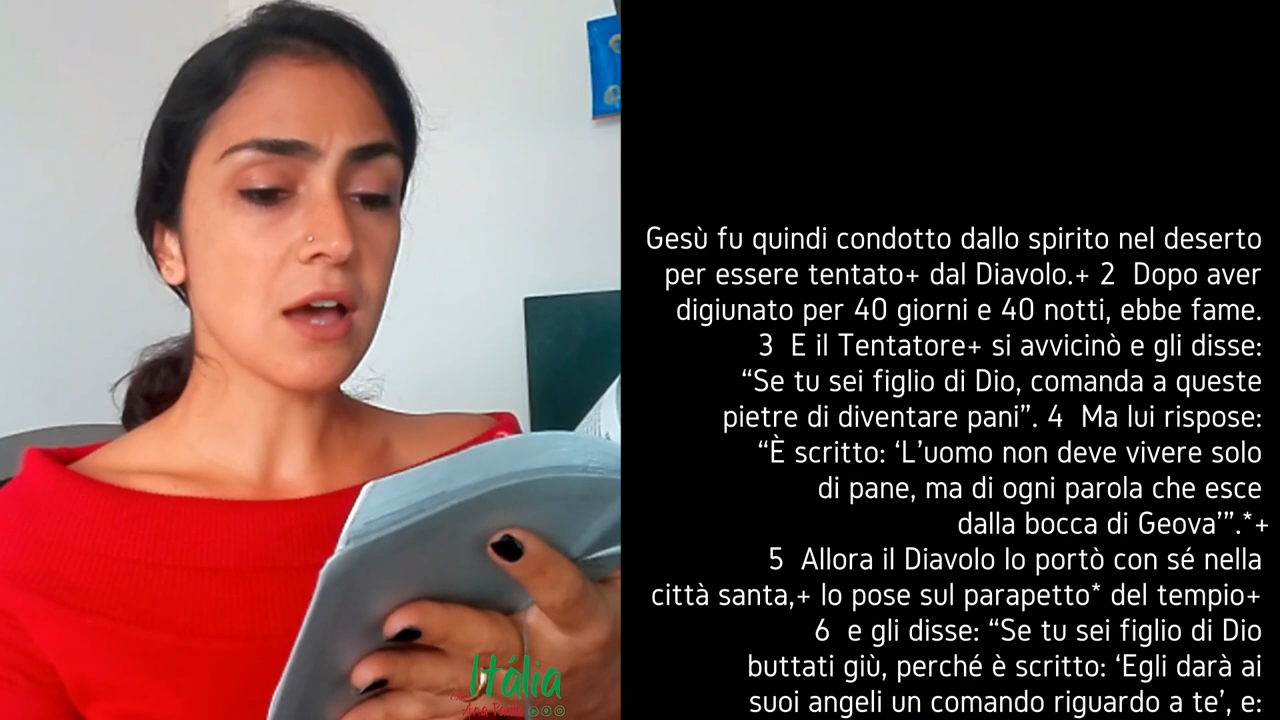 Gesù fu quindi condotto dallo spirito nel deserto
per essere tentato+ dal Diavolo.+ 2 Dopo aver
digiunato per 40 giorni e 40 notti, ebbe fame.
3 E il Tentatore+ si avvicinò e gli disse:
“Se tu sei figlio di Dio, comanda a queste
pietre di diventare pani”. 4 Ma lui rispose:
“È scritto: ‘L’uomo non deve vivere solo
di pane, ma di ogni parola che esce
dalla bocca di Geova’”.*+
5 Allora il Diavolo lo portò con sé nella
città santa,+ lo pose sul parapetto* del tempio+
6 e gli disse: “Se tu sei figlio di Dio
buttati giù, perché è scritto: ‘Egli darà ai
suoi angeli un comando riguardo a te’, e:
Itália